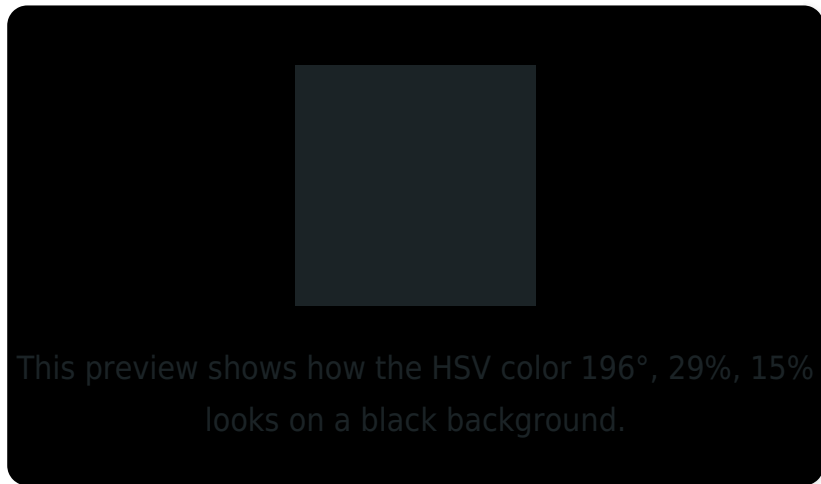 This preview shows how the HSV color 196°, 29%, 15%
looks on a black background.